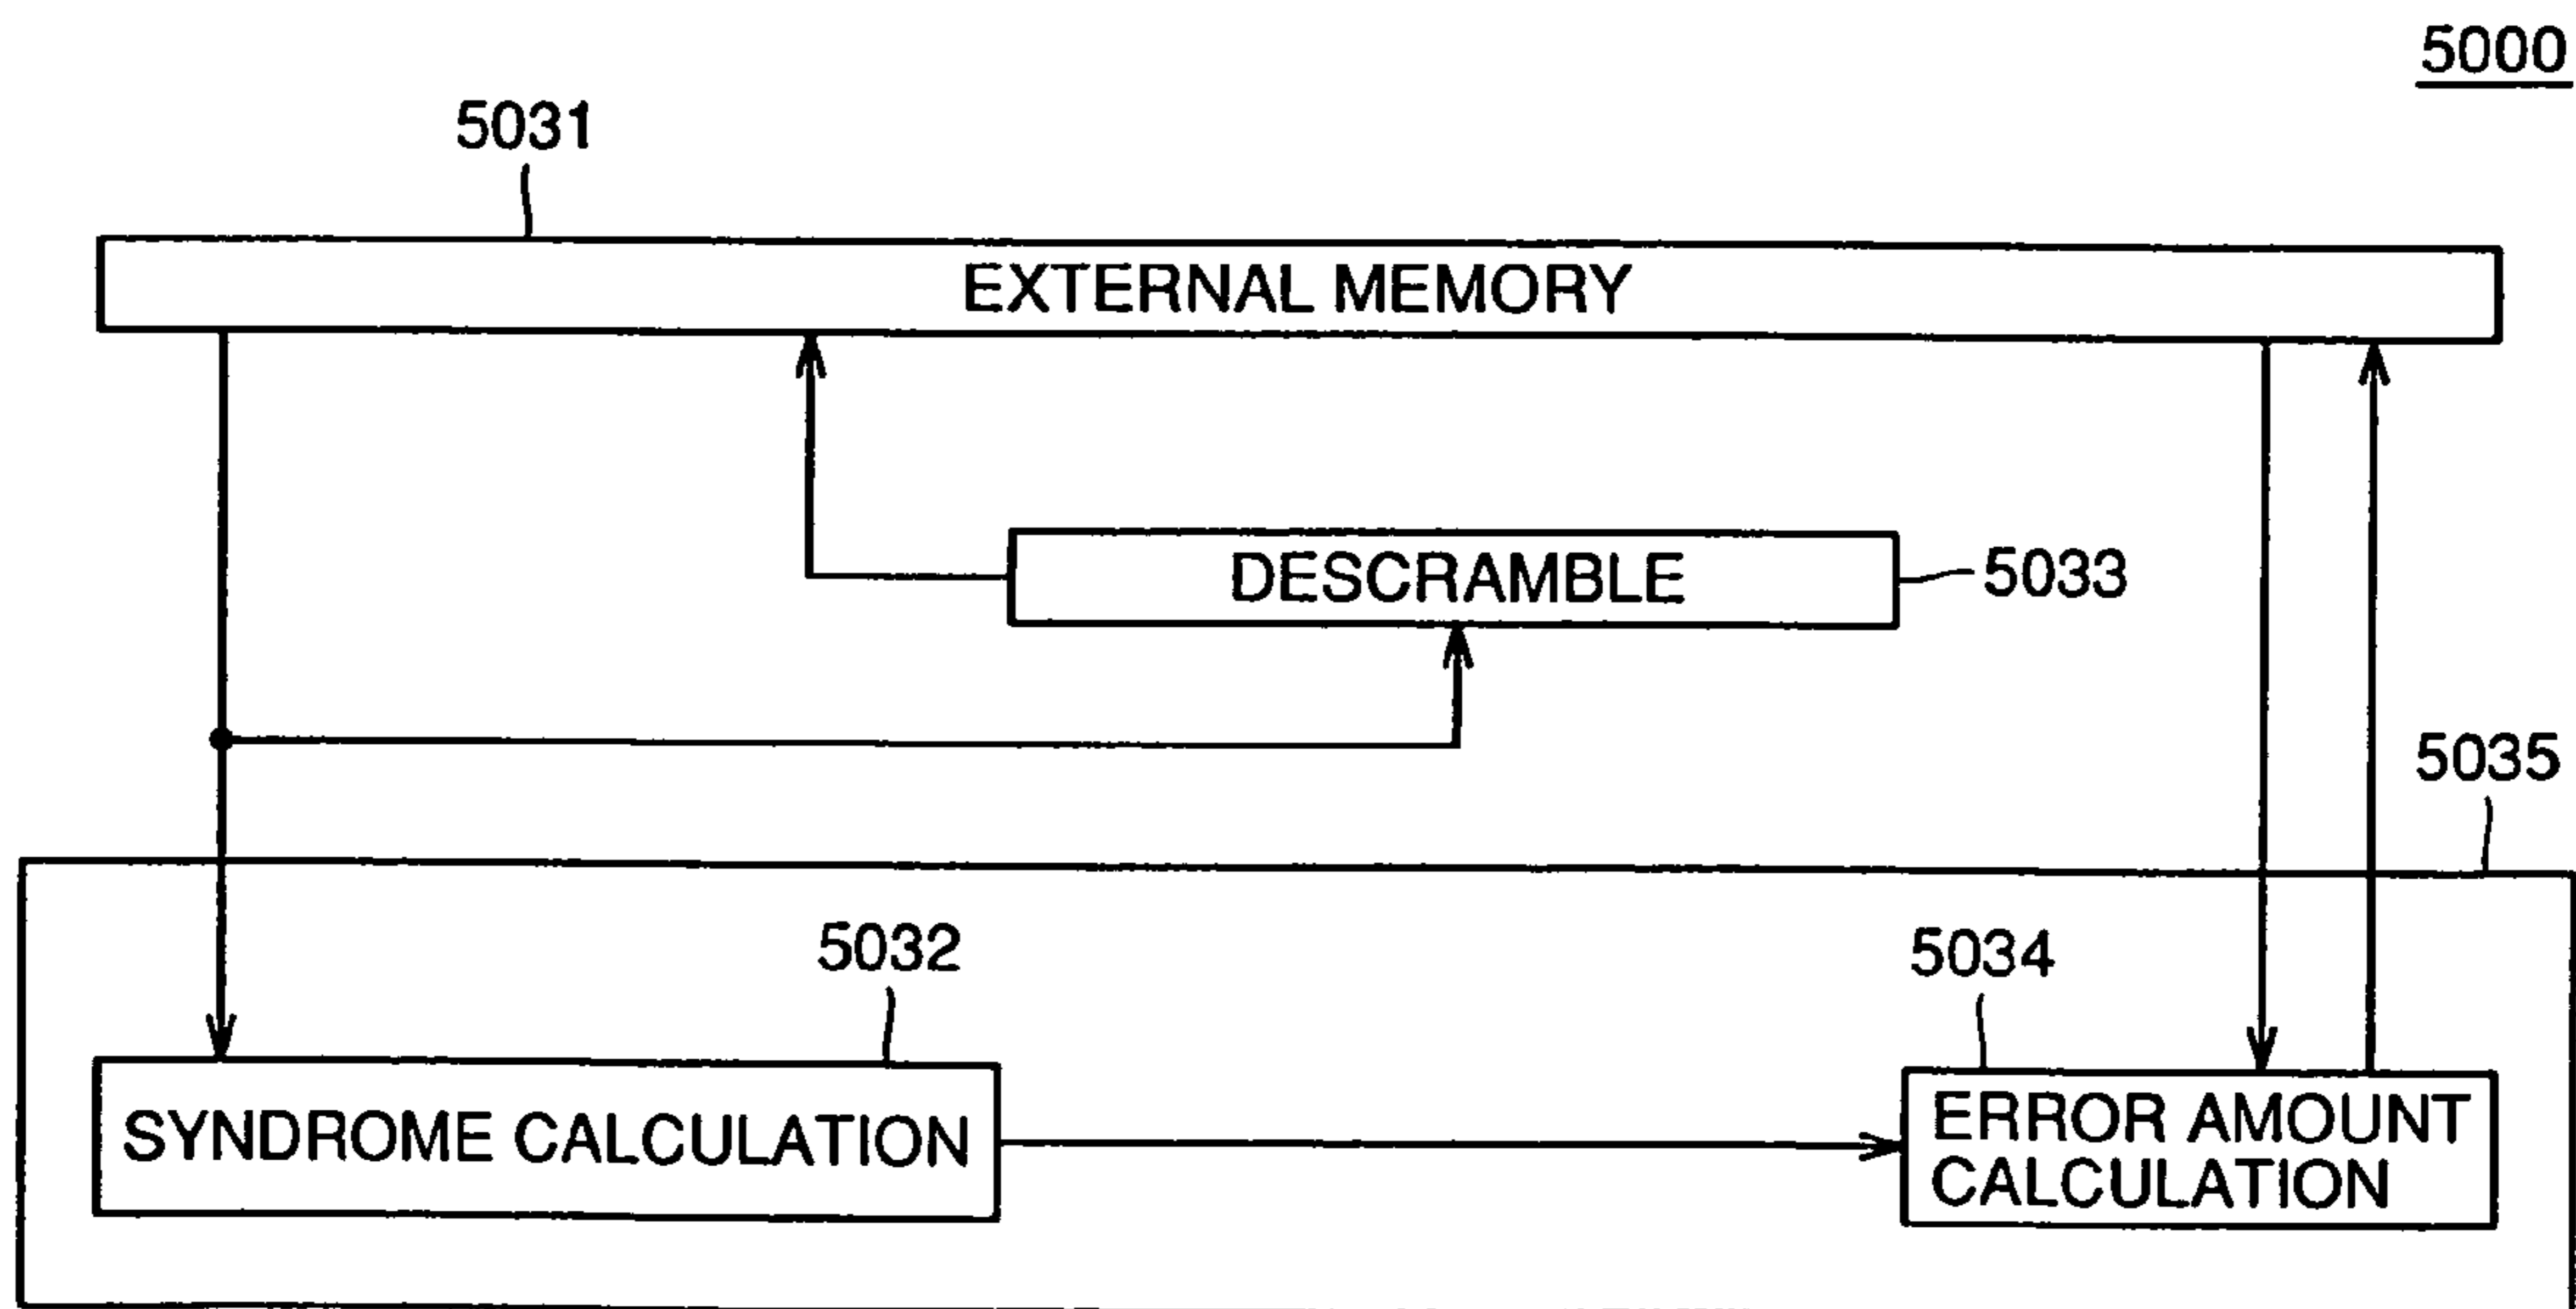 5000
5031
EXTERNAL MEMORY
DESCRAMBLE
5033
5035
5032
5034
SYNDROME CALCULATION
ERROR AMOUNT
CALCULATION